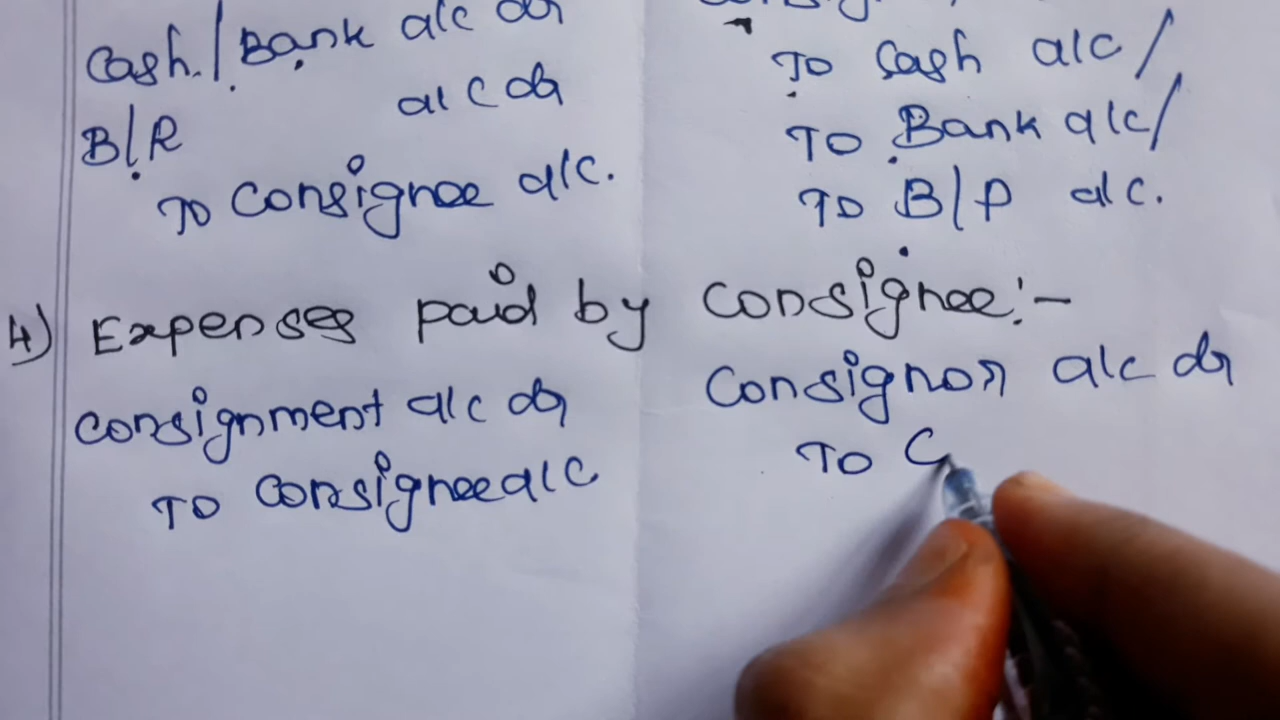 Cash/Bank a/c dr
a/c dr
B/R
To consignee a/c.
To Cash a/c/
To Bank a/c/
To B/P a/c.
4) Expenses paid by consignee:-
consignment a/c dr
To consignee a/c
Consignor a/c dr
To C